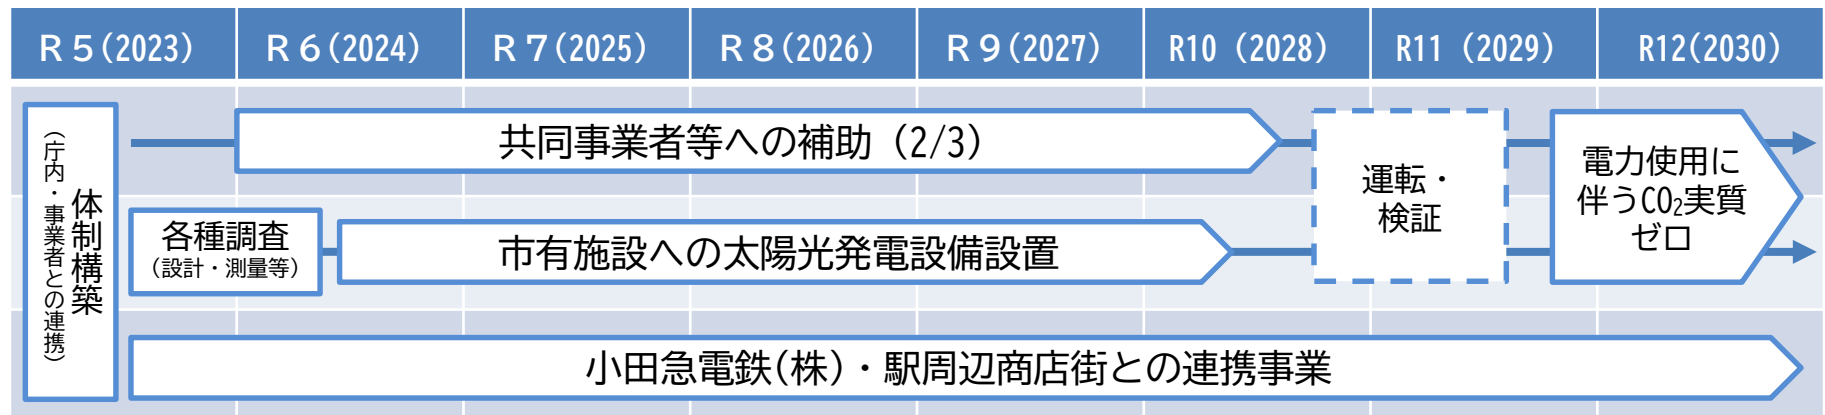 R5(2023)
R6(2024)
R7(2025)
R8(2026)
R9(2027)
R10 (2028)
R11 (2029)
R12(2030)
体制構築
(庁内・事業者との連携)
共同事業者等への補助 (2/3)
各種調査
(設計・測量等)
市有施設への太陽光発電設備設置
運転・
検証
電力使用に
伴うCO₂実質
ゼロ
小田急電鉄(株)・駅周辺商店街との連携事業